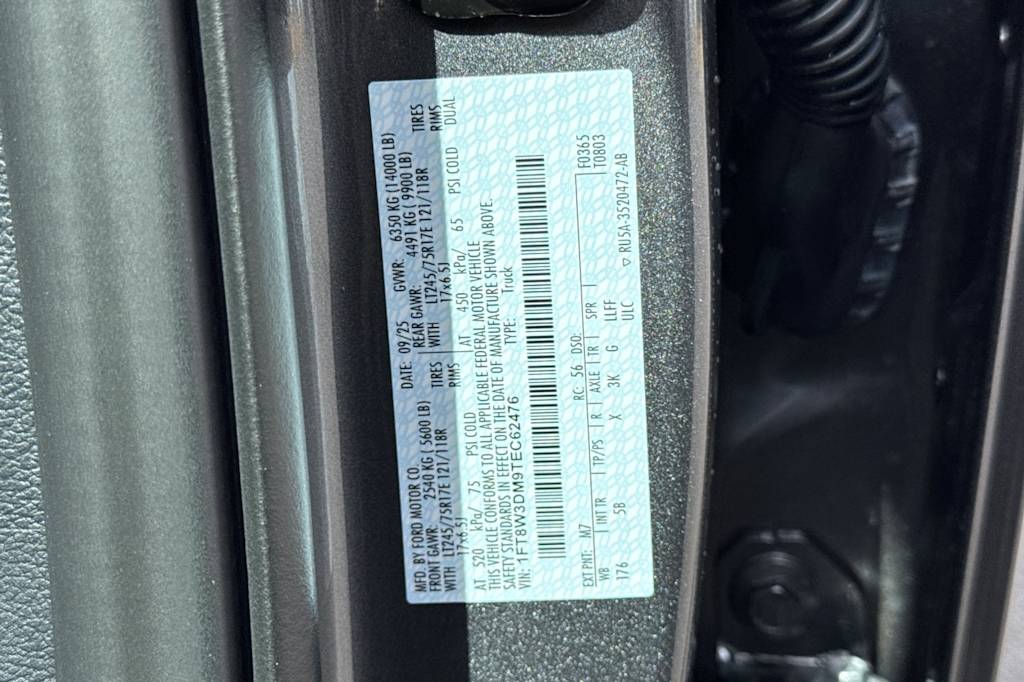 MFD. BY FORD MOTOR CO. DATE: 09/25 GVWR: 6350 KG (14000 LB)
FRONT GAWR: 2540 KG ( 5600 LB) REAR GAWR: 4491 KG ( 9900 LB)
WITH LT245/75R17E 121/118R TIRES WITH LT245/75R17E 121/118R TIRES
17x6.5J RIMS 17x6.5J RIMS
AT 520 kPa/ 75 PSI COLD AT 450 kPa/ 65 PSI COLD DUAL
THIS VEHICLE CONFORMS TO ALL APPLICABLE FEDERAL MOTOR VEHICLE
SAFETY STANDARDS IN EFFECT ON THE DATE OF MANUFACTURE SHOWN ABOVE.
VIN: 1FT8W3DM9TEC62476 TYPE: Truck
F0365
EXT PNT: M7 RC: 56 DSO: T0803
WB INT TR TP/PS R AXLE TR SPR
176 5B X 3K G LLFF
ULC ▽ RU5A-3520472-AB